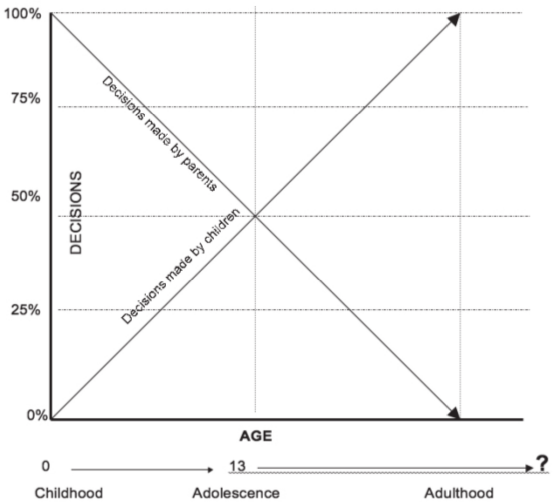 100%
Decisions made by parents
75%
50%
DECISIONS
Decisions made by children
25%
0%
AGE
0 13 ?
Childhood Adolescence Adulthood